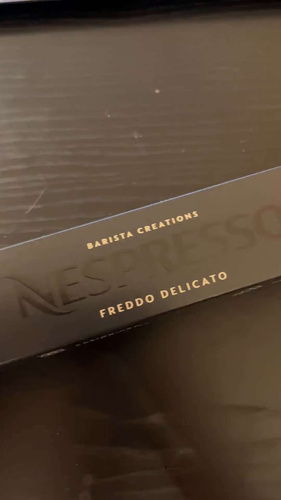 BARISTA CREATIONS
NESPRESSO
FREDDO DELICATO